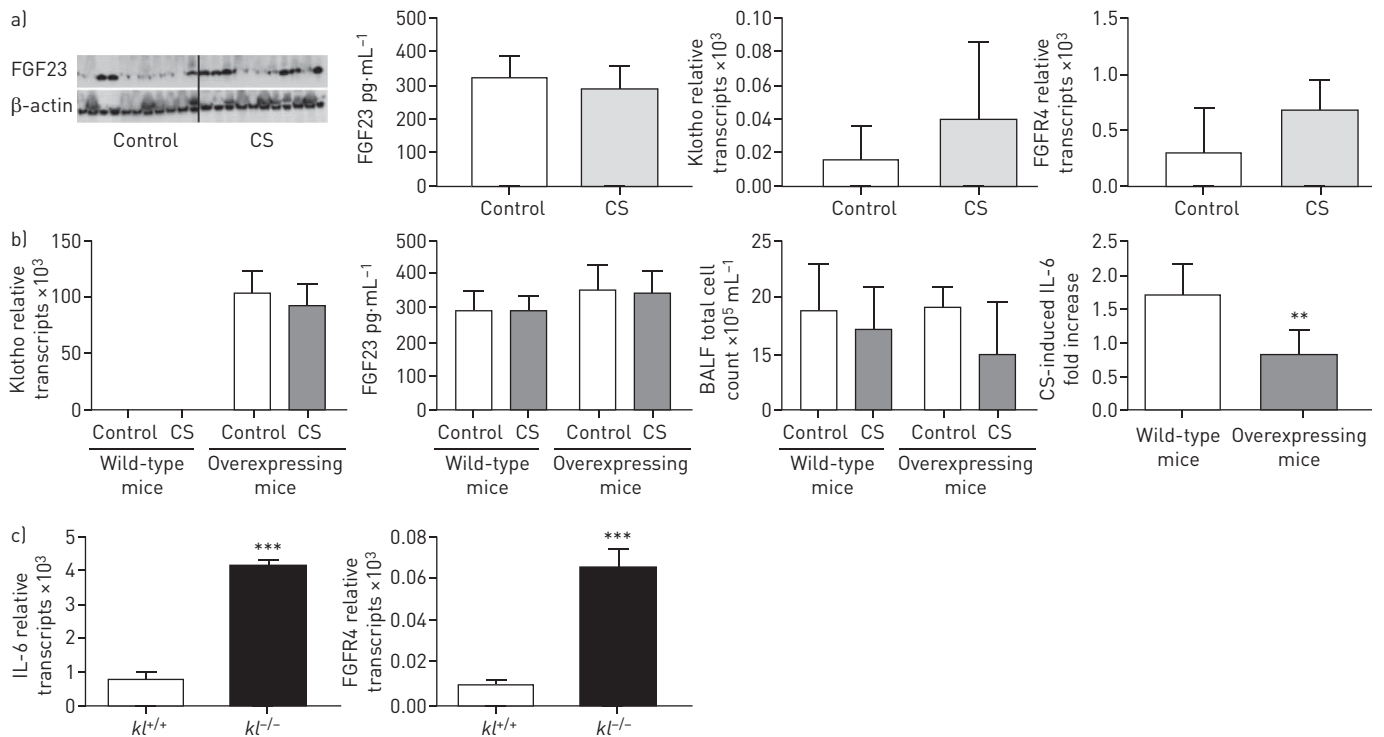 a)
FGF23
β-actin
Control CS
FGF23 pg·mL⁻¹
500
400
300
200
100
0
Control CS
Klotho relative
transcripts ×10³
0.10
0.08
0.06
0.04
0.02
0.00
Control CS
FGFR4 relative
transcripts ×10³
1.5
1.0
0.5
0.0
Control CS
b)
Klotho relative
transcripts ×10³
150
100
50
0
Control CS Control CS
Wild-type Overexpressing
mice mice
FGF23 pg·mL⁻¹
500
400
300
200
100
0
Control CS Control CS
Wild-type Overexpressing
mice mice
BALF total cell
count ×10⁵ mL⁻¹
25
20
15
0
Control CS Control CS
Wild-type Overexpressing
mice mice
CS-induced IL-6
fold increase
2.5
2.0
1.5
1.0
0.5
0.0
**
Wild-type Overexpressing
mice mice
c)
IL-6 relative
transcripts ×10³
5
4
3
2
1
0
***
kl⁺/⁺ kl⁻/⁻
FGFR4 relative
transcripts ×10³
0.08
0.06
0.04
0.02
0.00
***
kl⁺/⁺ kl⁻/⁻